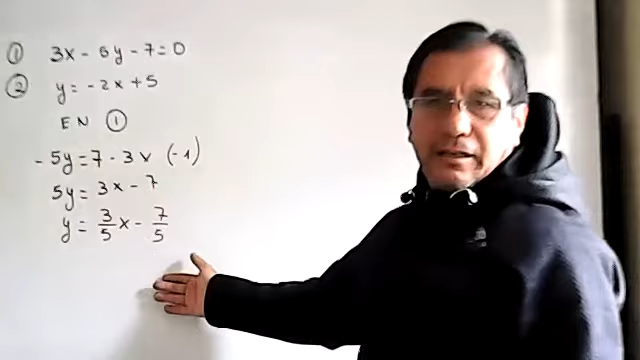 ① 3x - 5y - 7 = 0
② y = -2x + 5
EN ①
-5y = 7 - 3x (-1)
5y = 3x - 7
y = 3/5 x - 7/5